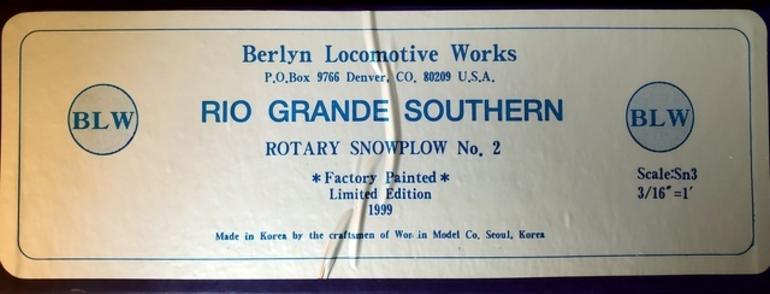 Berlyn Locomotive Works
P.O.Box 9766 Denver, CO. 80209 U.S.A.
BLW
RIO GRANDE SOUTHERN
BLW
ROTARY SNOWPLOW No. 2
*Factory Painted*
Limited Edition
1999
Scale:Sn3
3/16"=1'
Made in Korea by the craftsmen of in Model Co. Seoul, Korea